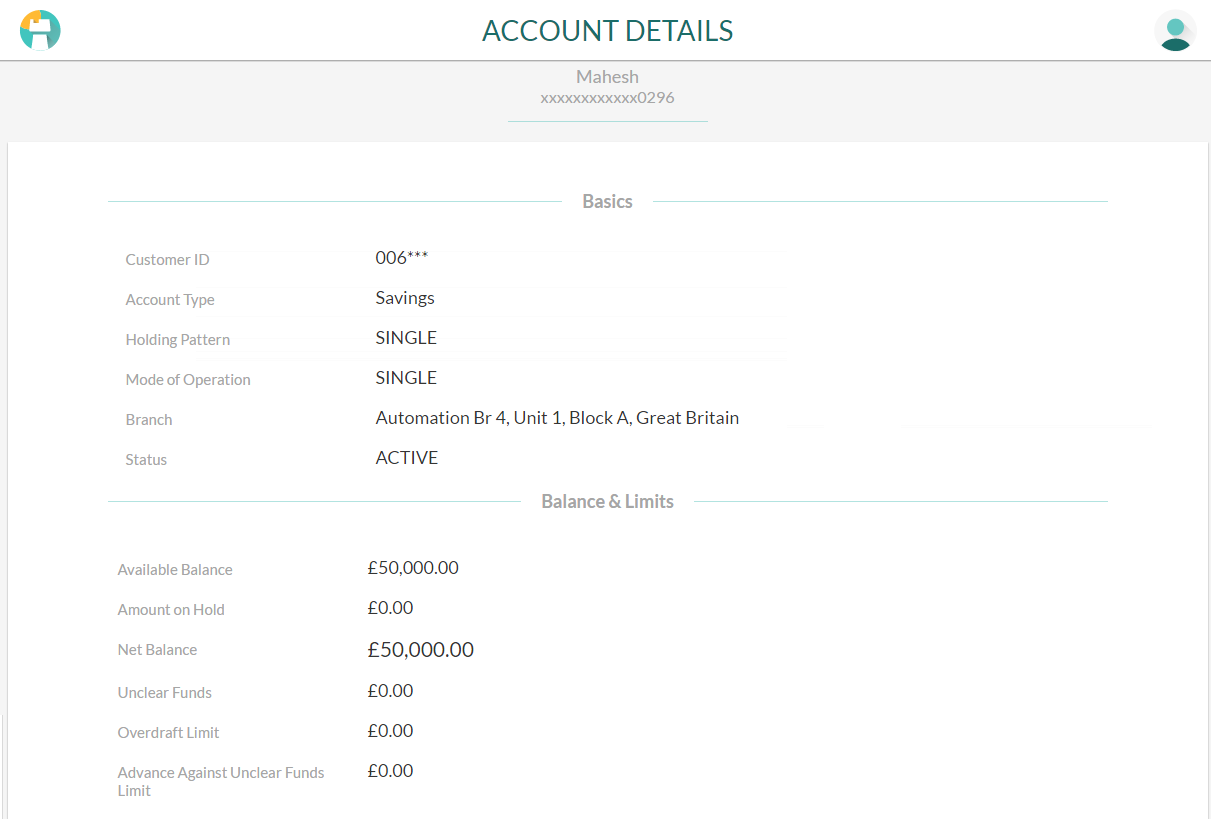 ACCOUNT DETAILS
Mahesh
xxxxxxxxxxxx0296
Basics
Customer ID 006***
Account Type Savings
Holding Pattern SINGLE
Mode of Operation SINGLE
Branch Automation Br 4, Unit 1, Block A, Great Britain
Status ACTIVE
Balance & Limits
Available Balance £50,000.00
Amount on Hold £0.00
Net Balance £50,000.00
Unclear Funds £0.00
Overdraft Limit £0.00
Advance Against Unclear Funds £0.00
Limit